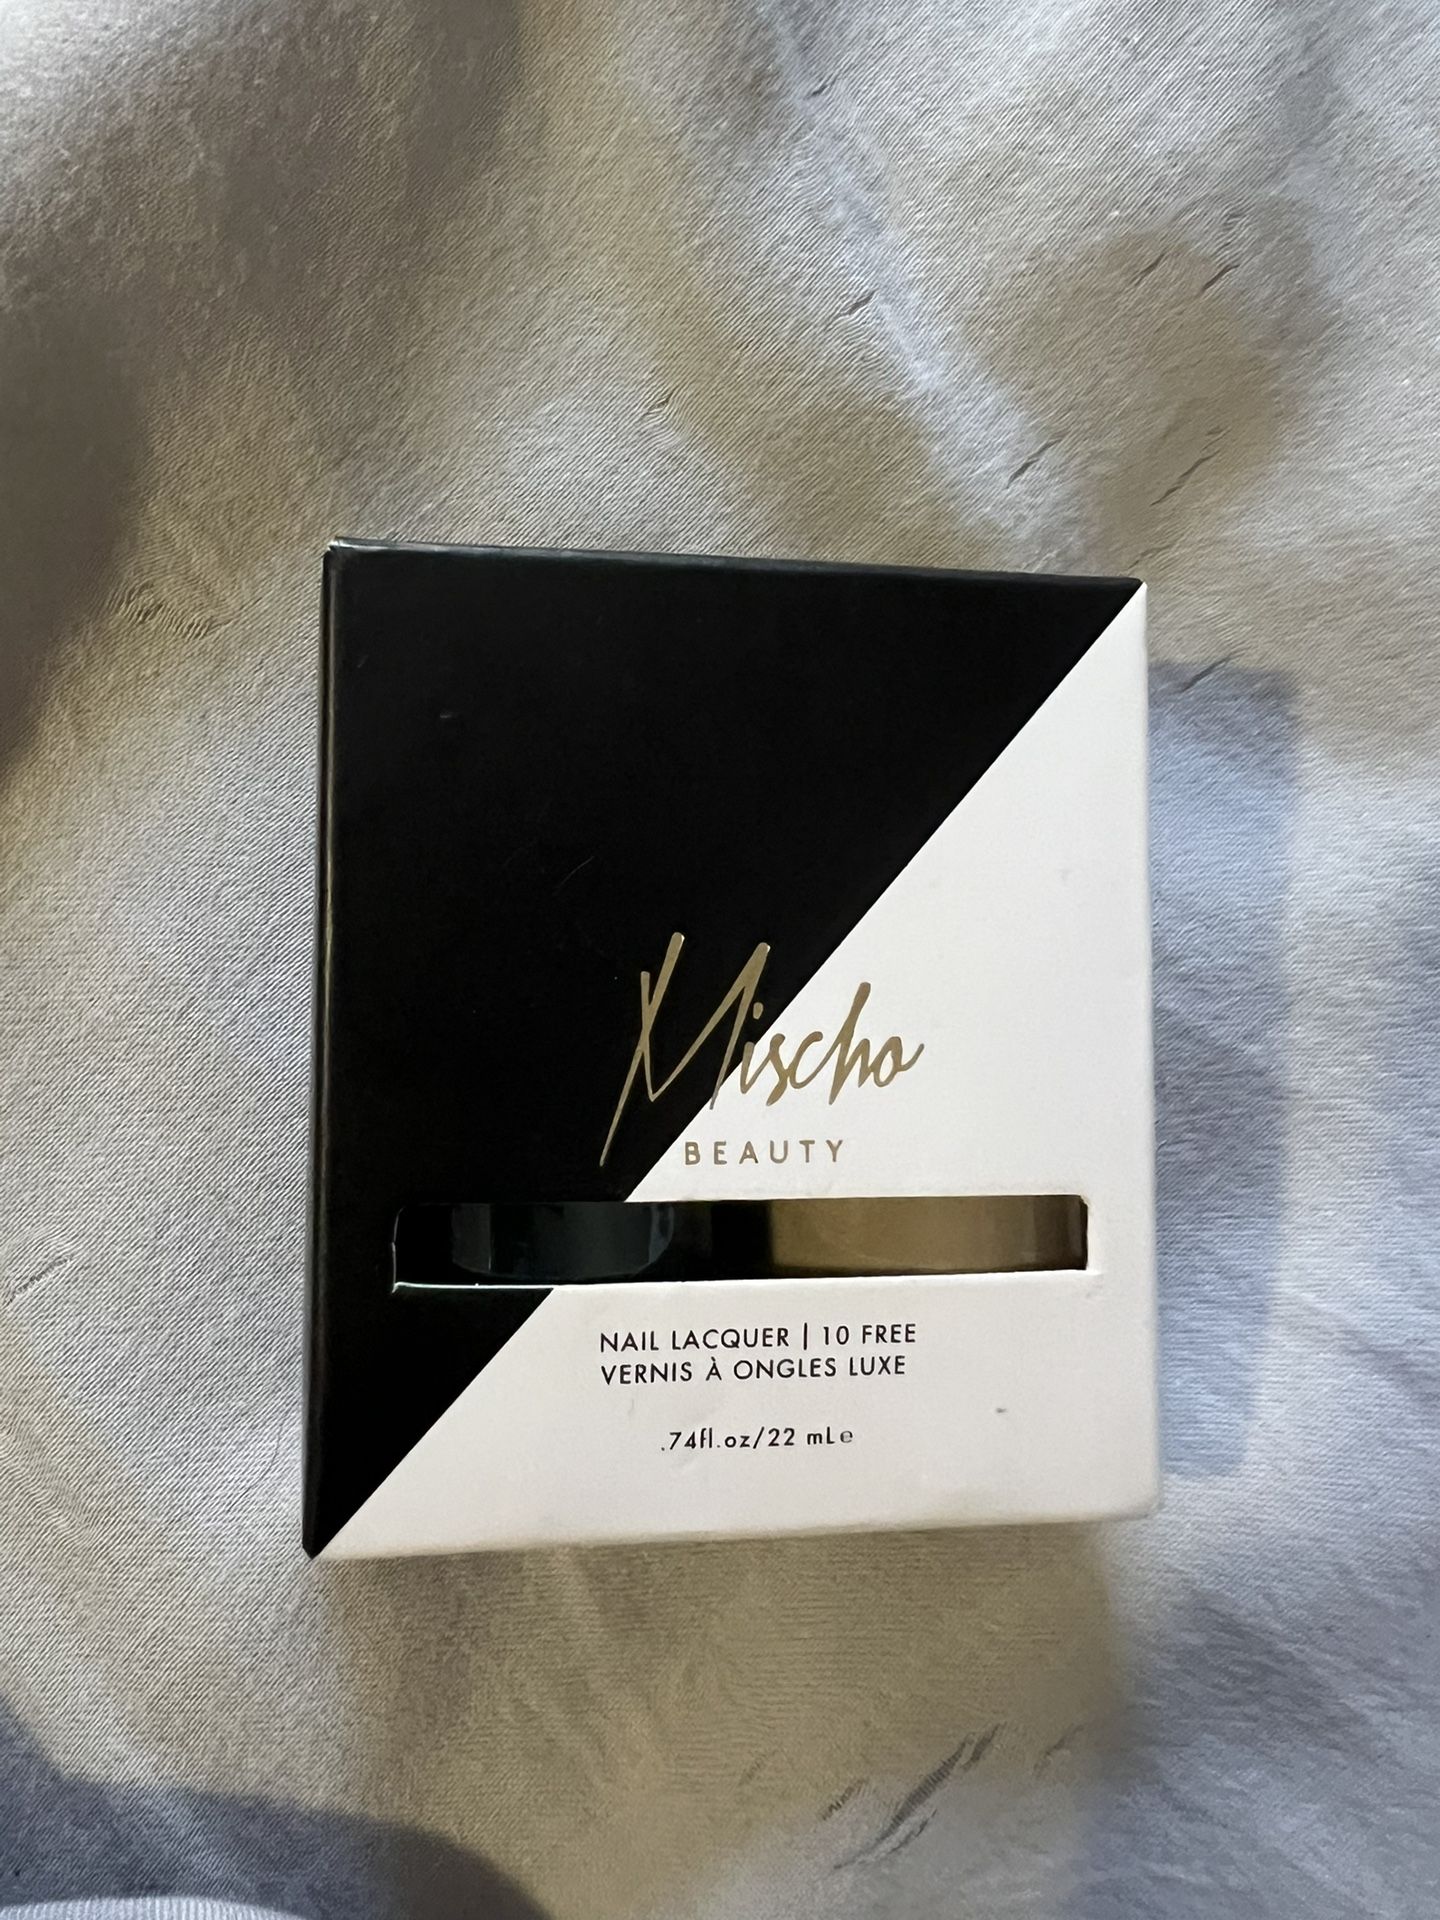 Mischo
BEAUTY
NAIL LACQUER | 10 FREE
VERNIS À ONGLES LUXE
.74fl.oz/22 mL℮